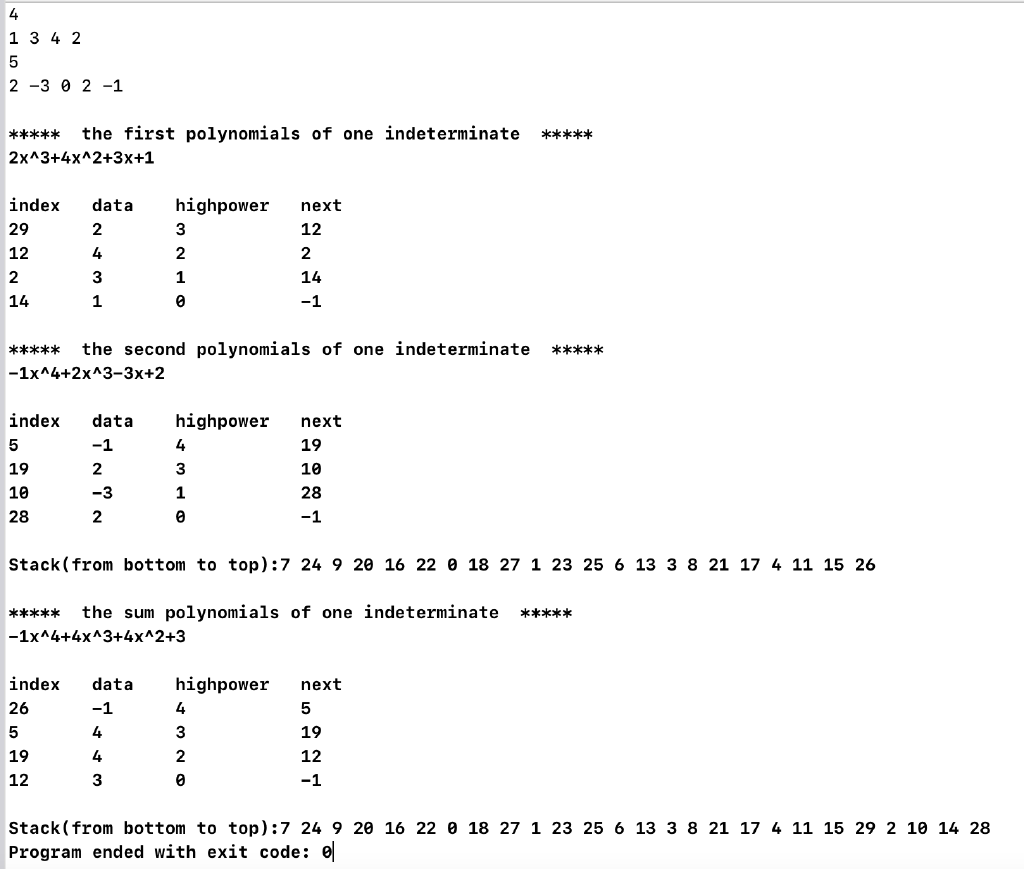 4
1 3 4 2
5
2 -3 0 2 -1
***** the first polynomials of one indeterminate *****
2x^3+4x^2+3x+1
index data highpower next
29 2 3 12
12 4 2 2
2 3 1 14
14 1 0 -1
***** the second polynomials of one indeterminate *****
-1x^4+2x^3-3x+2
index data highpower next
5 -1 4 19
19 2 3 10
10 -3 1 28
28 2 0 -1
Stack(from bottom to top):7 24 9 20 16 22 0 18 27 1 23 25 6 13 3 8 21 17 4 11 15 26
***** the sum polynomials of one indeterminate *****
-1x^4+4x^3+4x^2+3
index data highpower next
26 -1 4 5
5 4 3 19
19 4 2 12
12 3 0 -1
Stack(from bottom to top):7 24 9 20 16 22 0 18 27 1 23 25 6 13 3 8 21 17 4 11 15 29 2 10 14 28
Program ended with exit code: 0